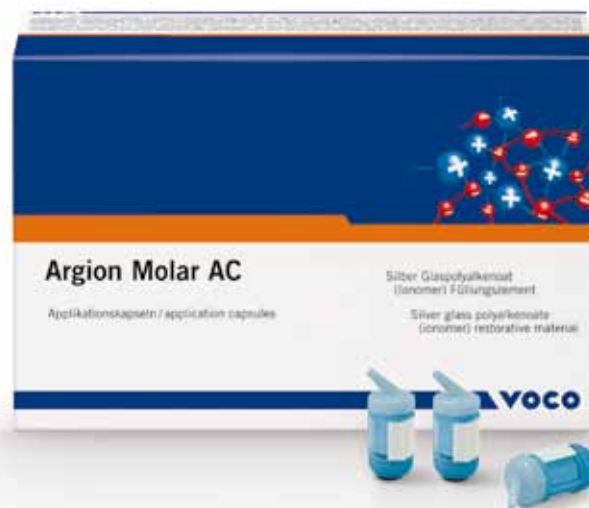 Argion Molar AC
Applikationskapseln / application capsules
Silber Glaspolyalkenoat
(Ionomer) Füllungszement
Silver glass polyalkenoate
(ionomer) restorative material
VOCO